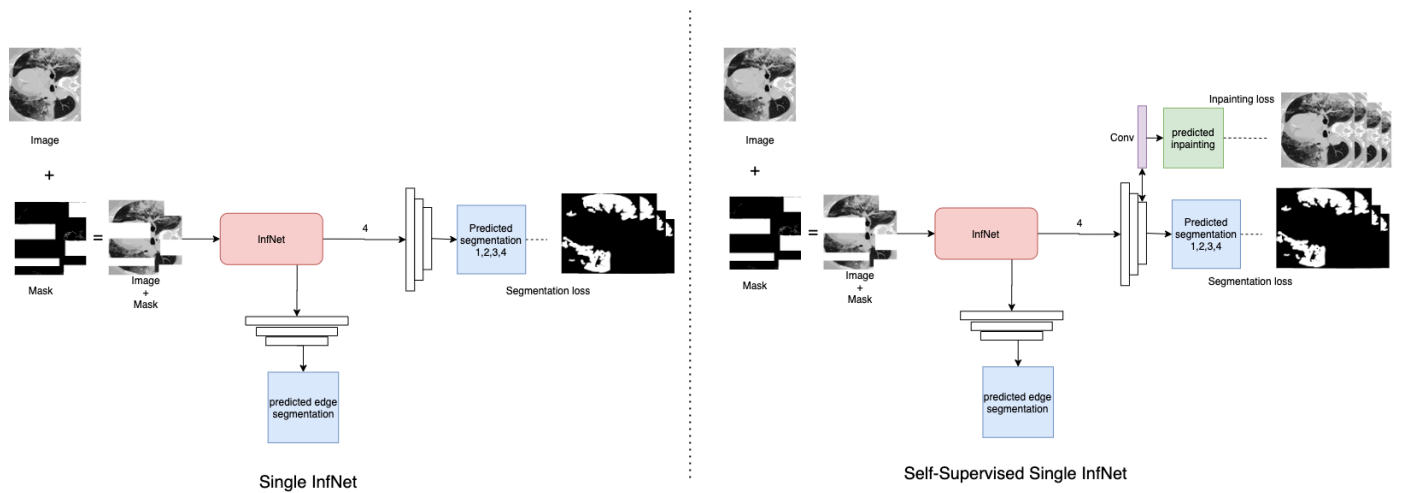 Image
+
Mask
=
Image
+
Mask
InfNet
4
Predicted
segmentation
1,2,3,4
Segmentation loss
predicted edge
segmentation
Single InfNet
Image
+
Mask
=
Image
+
Mask
InfNet
4
Conv
predicted
inpainting
Inpainting loss
Predicted
segmentation
1,2,3,4
Segmentation loss
predicted edge
segmentation
Self-Supervised Single InfNet